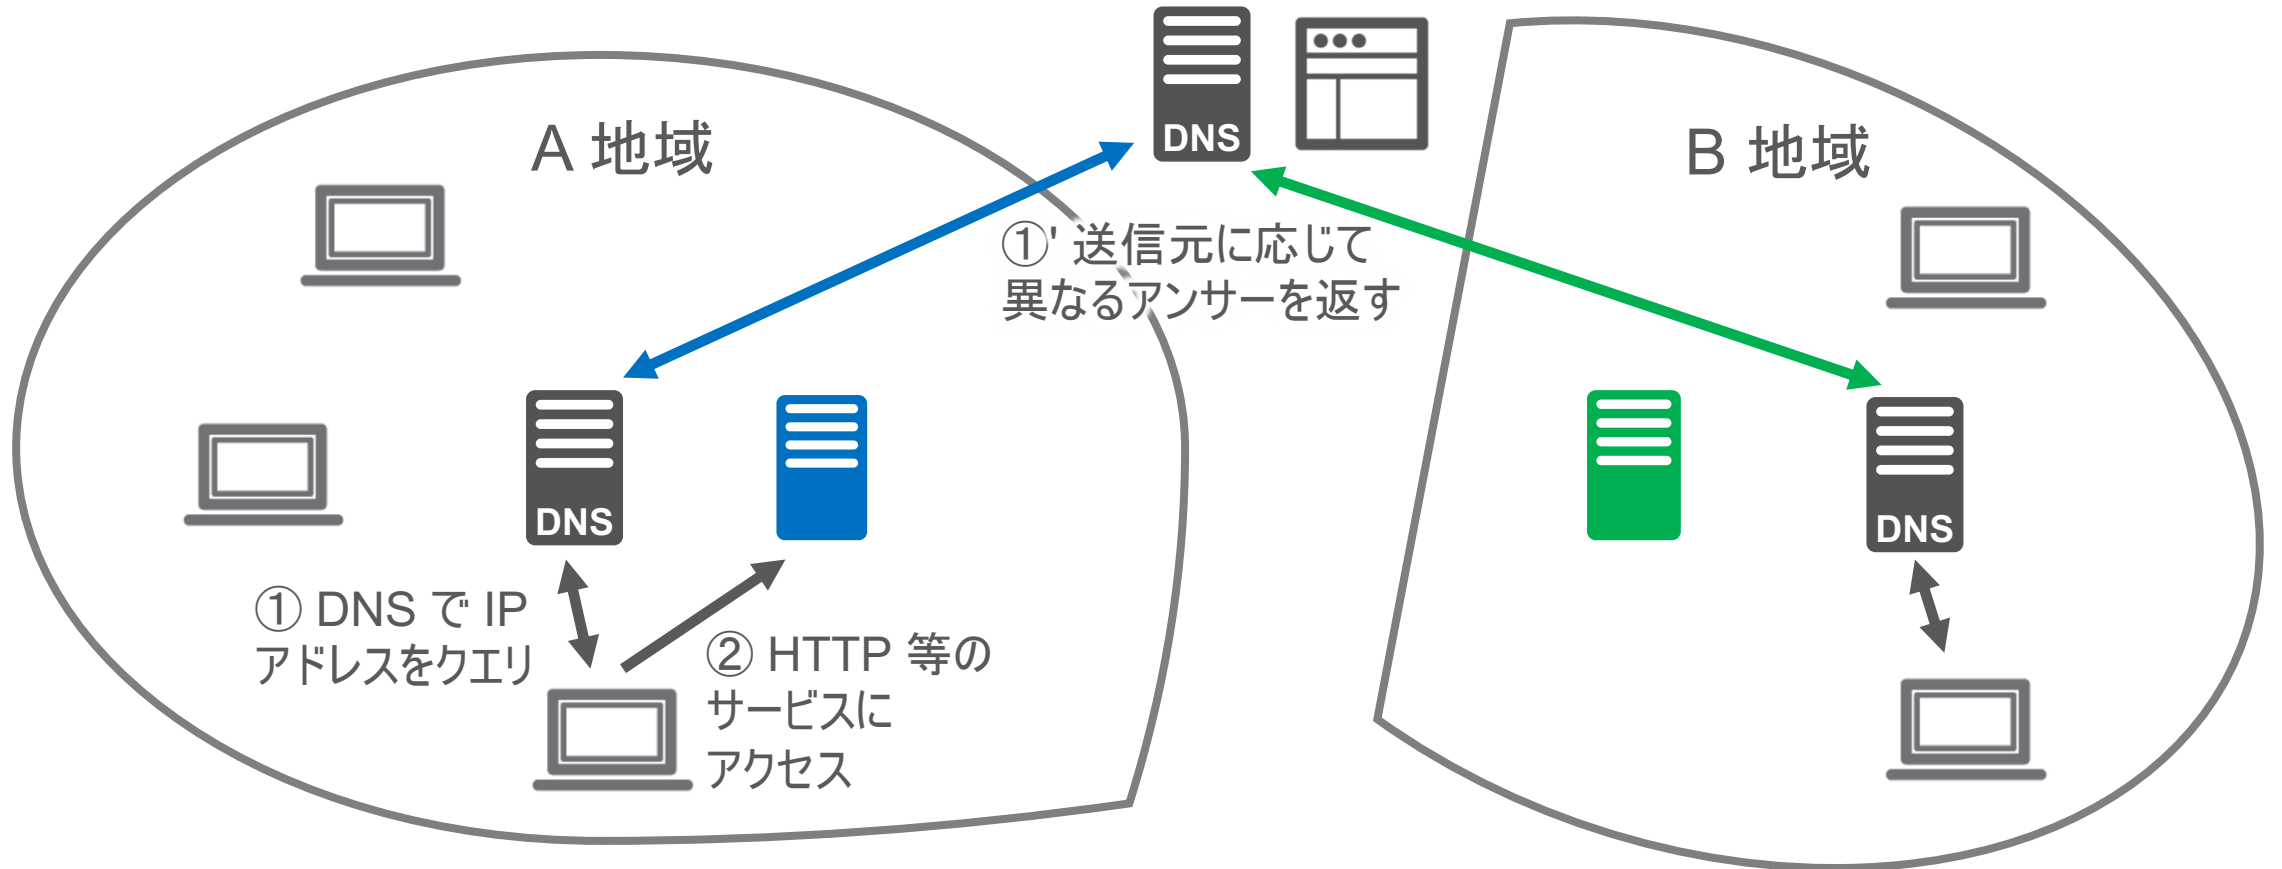 DNS
A 地域
B 地域
①' 送信元に応じて
異なるアンサーを返す
DNS
DNS
① DNS で IP
アドレスをクエリ
② HTTP 等の
サービスに
アクセス